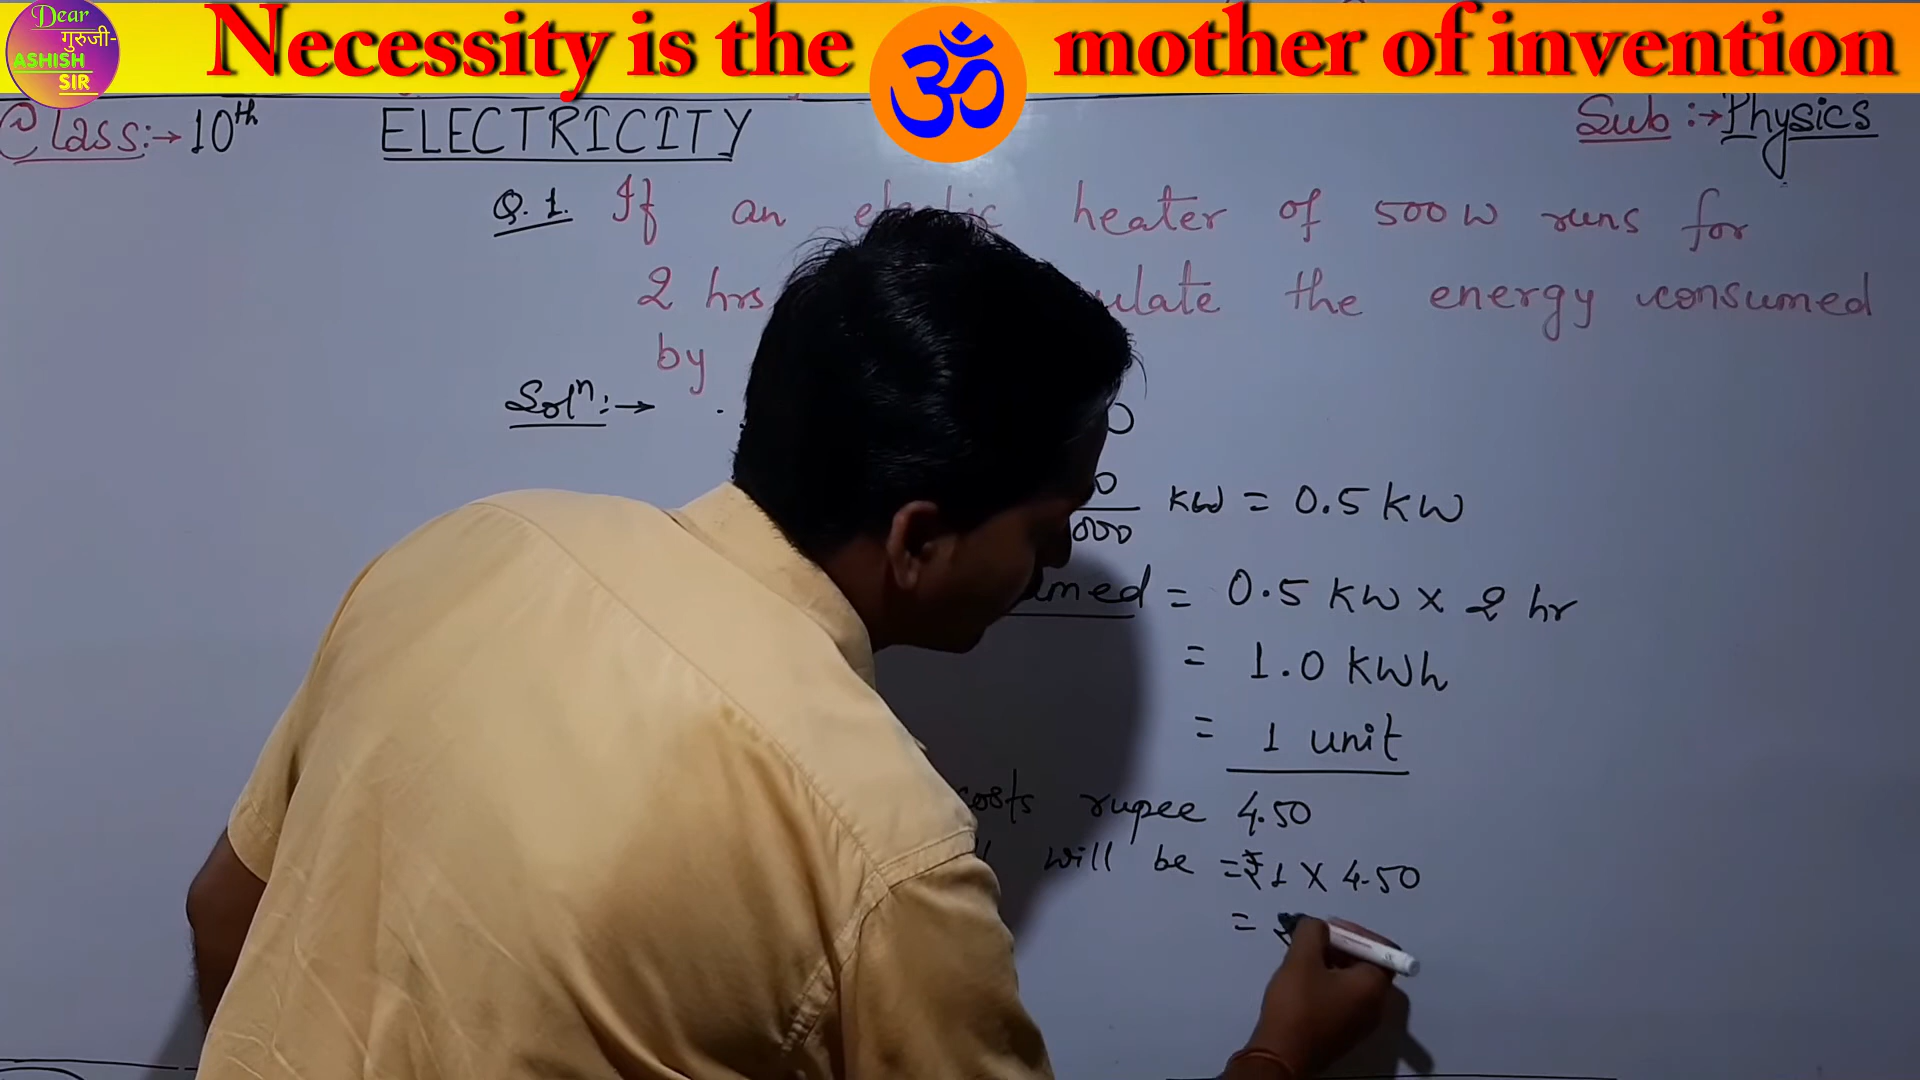 Dear
गुरुजी-
ASHISH
SIR
Necessity is the ॐ mother of invention
Class:→ 10th ELECTRICITY Sub:→ Physics
Q.1. If an heater of 500 W runs for
2 hrs the energy consumed
by
Solⁿ:→
KW = 0.5 KW
= 0.5 KW × 2 hr
= 1.0 KWh
= 1 unit
costs rupee 4.50
will be =₹1 × 4.50
=